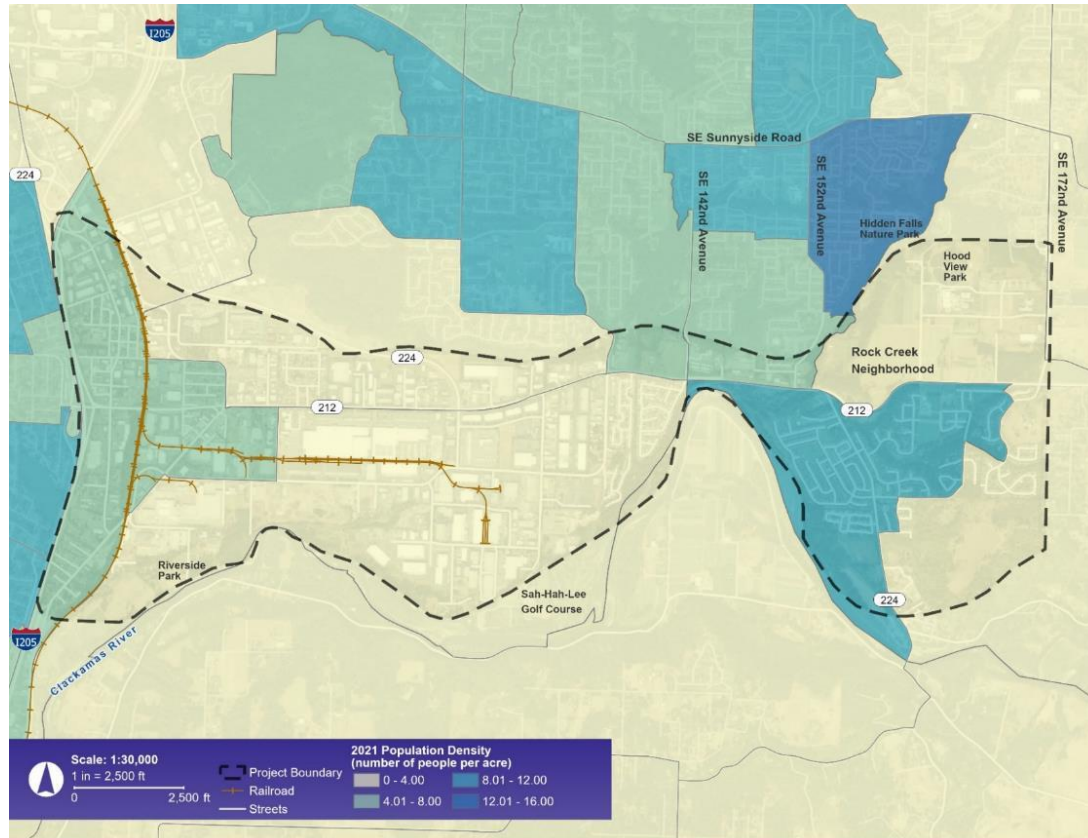 I205
224
SE Sunnyside Road
SE 142nd Avenue
SE 152nd Avenue
SE 172nd Avenue
Hidden Falls
Nature Park
Hood
View
Park
224
Rock Creek
Neighborhood
212
212
Riverside
Park
Sah-Hah-Lee
Golf Course
224
I205
Clackamas River
Scale: 1:30,000
1 in = 2,500 ft
0 2,500 ft
Project Boundary
Railroad
Streets
2021 Population Density
(number of people per acre)
0 - 4.00
8.01 - 12.00
4.01 - 8.00
12.01 - 16.00